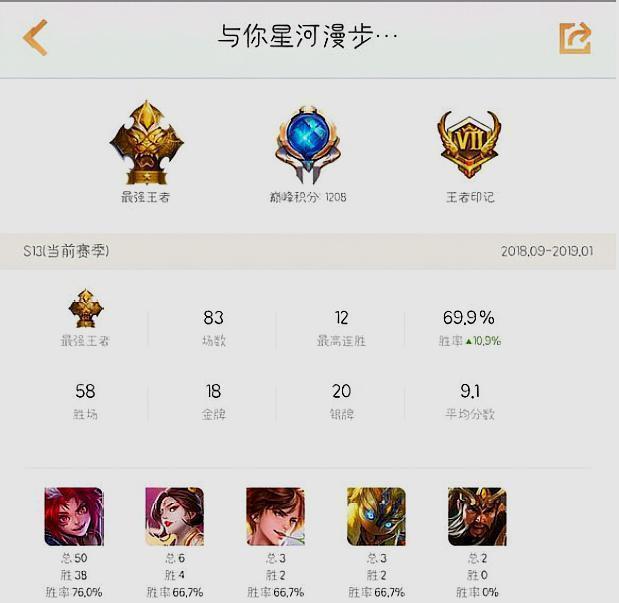 与你星河漫步…
VII
最强王者 巅峰积分: 1208 王者印记
S13(当前赛季) 2018.09-2019.01
83 12 69.9%
最强王者 场数 最高连胜 胜率▲10.9%
58 18 20 9.1
胜场 金牌 银牌 平均分数
总 50 总 6 总 3 总 3 总 2
胜 38 胜 4 胜 2 胜 2 胜 0
胜率 76.0% 胜率 66.7% 胜率 66.7% 胜率 66.7% 胜率 0%